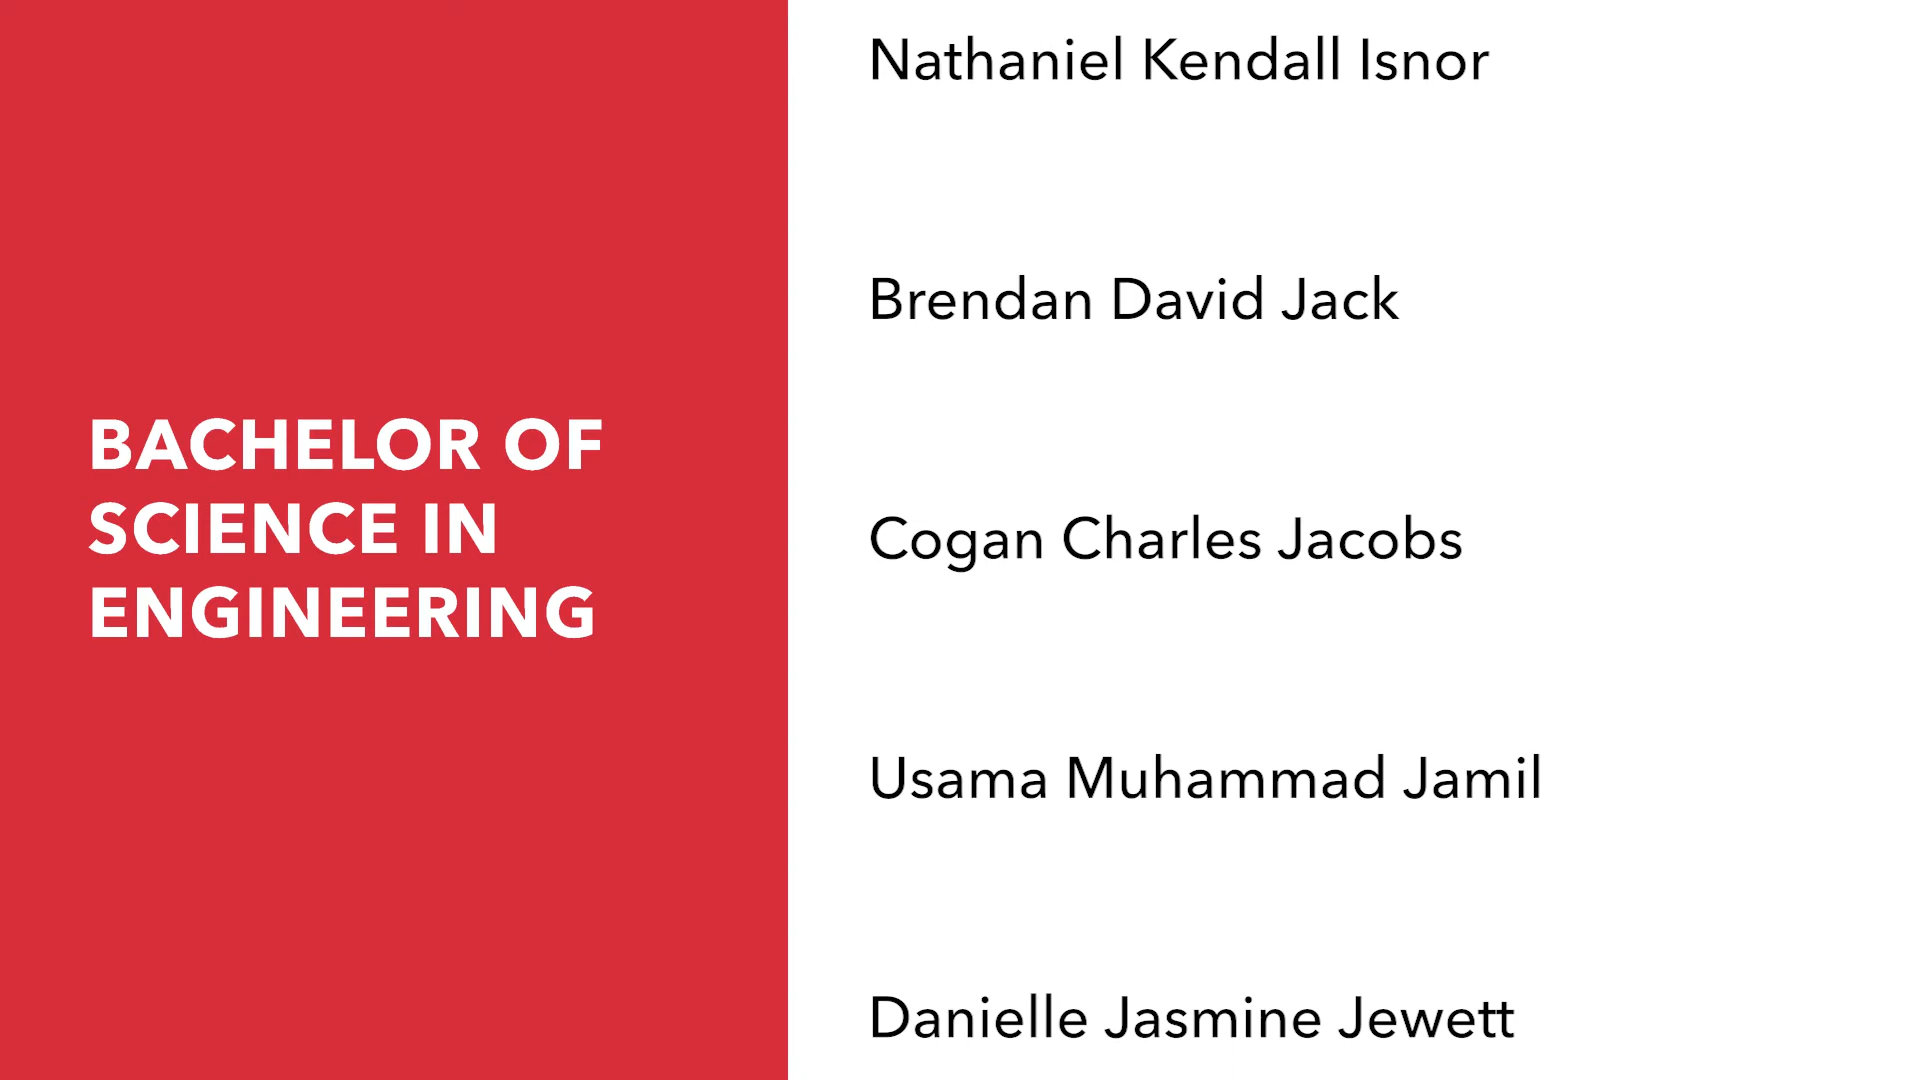 BACHELOR OF
SCIENCE IN
ENGINEERING
Nathaniel Kendall Isnor
Brendan David Jack
Cogan Charles Jacobs
Usama Muhammad Jamil
Danielle Jasmine Jewett